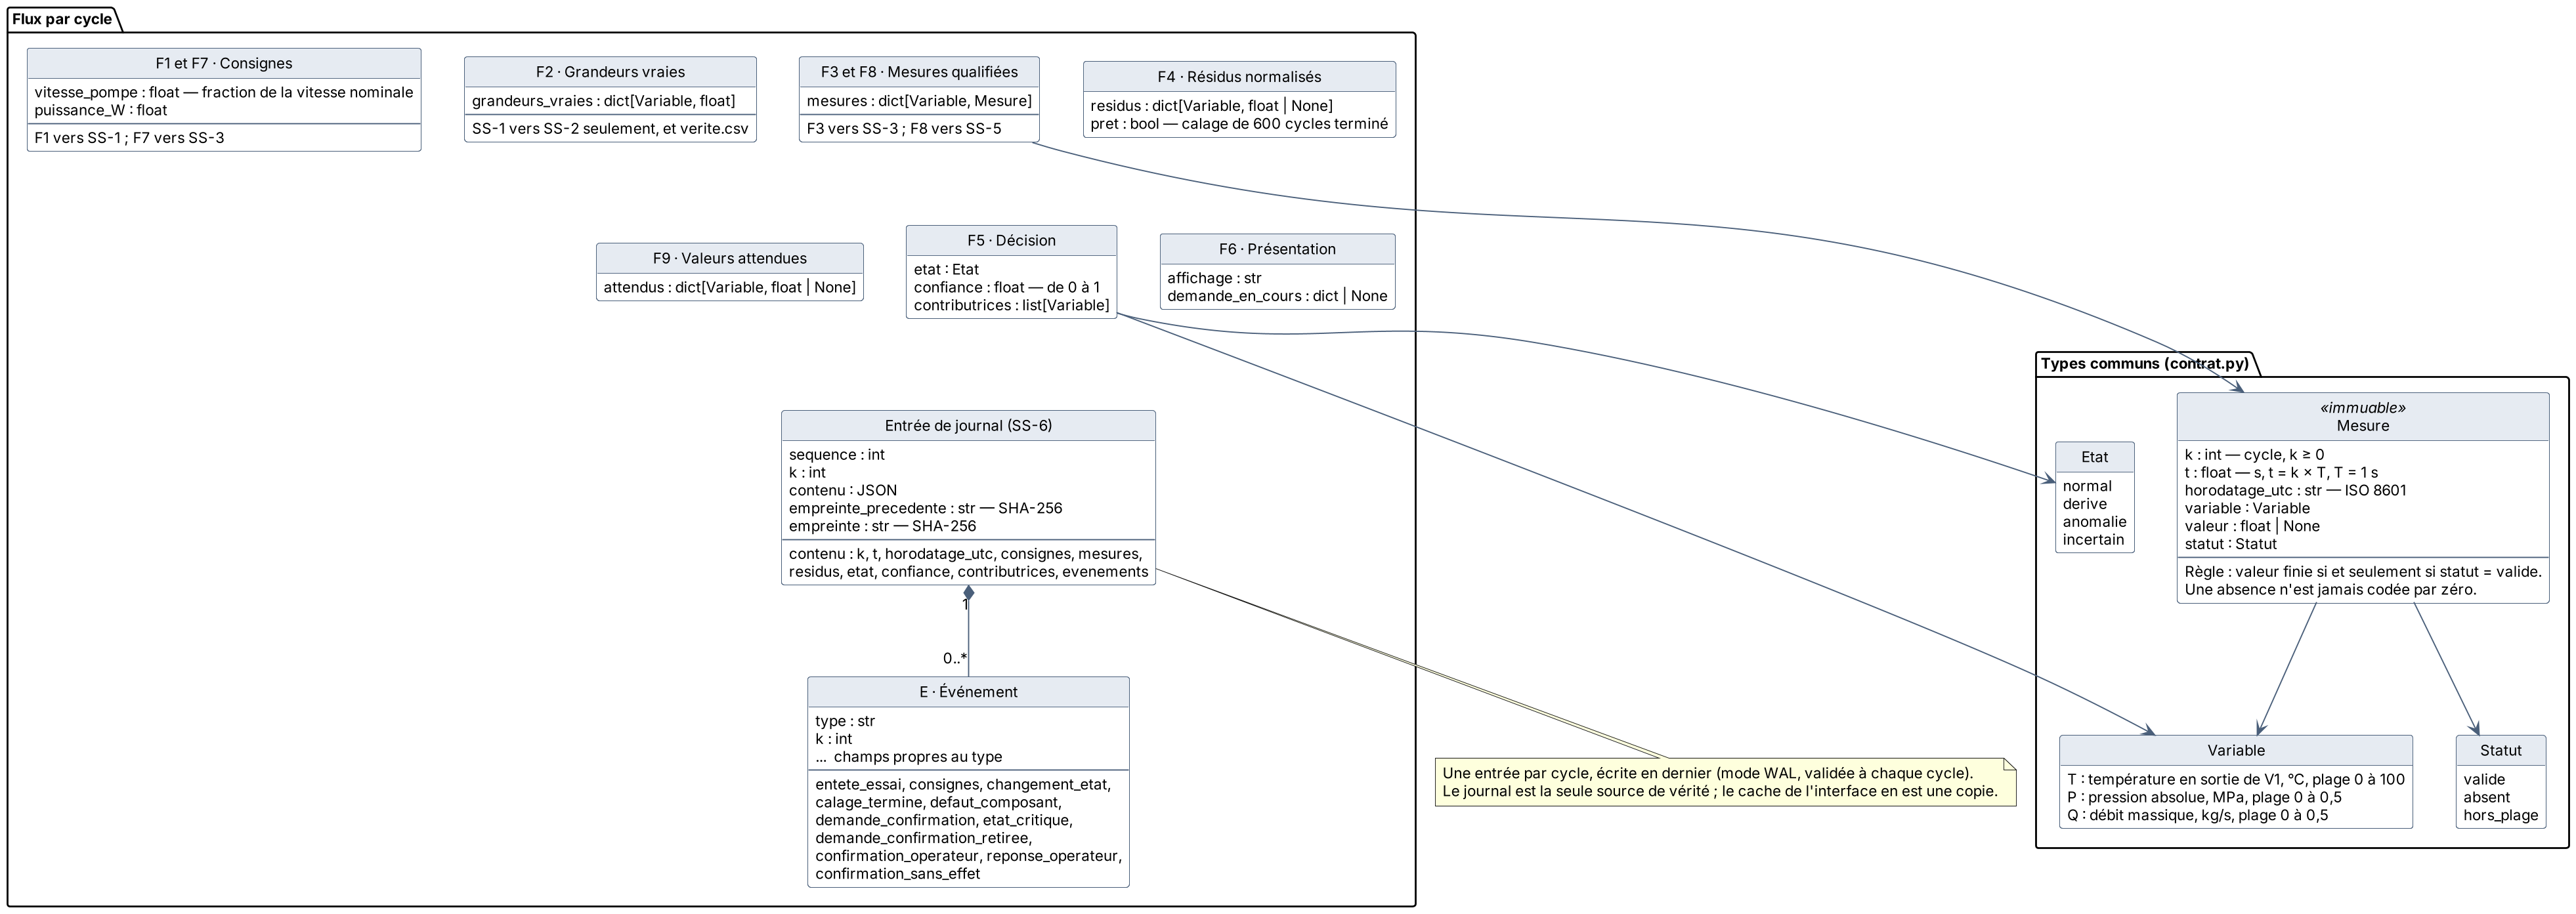 Flux par cycle
F1 et F7 · Consignes
vitesse_pompe : float — fraction de la vitesse nominale
puissance_W : float
F1 vers SS-1 ; F7 vers SS-3
F2 · Grandeurs vraies
grandeurs_vraies : dict[Variable, float]
SS-1 vers SS-2 seulement, et verite.csv
F3 et F8 · Mesures qualifiées
mesures : dict[Variable, Mesure]
F3 vers SS-3 ; F8 vers SS-5
F4 · Résidus normalisés
residus : dict[Variable, float | None]
pret : bool — calage de 600 cycles terminé
F9 · Valeurs attendues
attendus : dict[Variable, float | None]
F5 · Décision
etat : Etat
confiance : float — de 0 à 1
contributrices : list[Variable]
F6 · Présentation
affichage : str
demande_en_cours : dict | None
Entrée de journal (SS-6)
sequence : int
k : int
contenu : JSON
empreinte_precedente : str — SHA-256
empreinte : str — SHA-256
contenu : k, t, horodatage_utc, consignes, mesures,
residus, etat, confiance, contributrices, evenements
1
0..*
E · Événement
type : str
k : int
... champs propres au type
entete_essai, consignes, changement_etat,
calage_termine, defaut_composant,
demande_confirmation, etat_critique,
demande_confirmation_retiree,
confirmation_operateur, reponse_operateur,
confirmation_sans_effet
Une entrée par cycle, écrite en dernier (mode WAL, validée à chaque cycle).
Le journal est la seule source de vérité ; le cache de l'interface en est une copie.
Types communs (contrat.py)
Etat
normal
derive
anomalie
incertain
«immuable»
Mesure
k : int — cycle, k ≥ 0
t : float — s, t = k × T, T = 1 s
horodatage_utc : str — ISO 8601
variable : Variable
valeur : float | None
statut : Statut
Règle : valeur finie si et seulement si statut = valide.
Une absence n'est jamais codée par zéro.
Variable
T : température en sortie de V1, °C, plage 0 à 100
P : pression absolue, MPa, plage 0 à 0,5
Q : débit massique, kg/s, plage 0 à 0,5
Statut
valide
absent
hors_plage